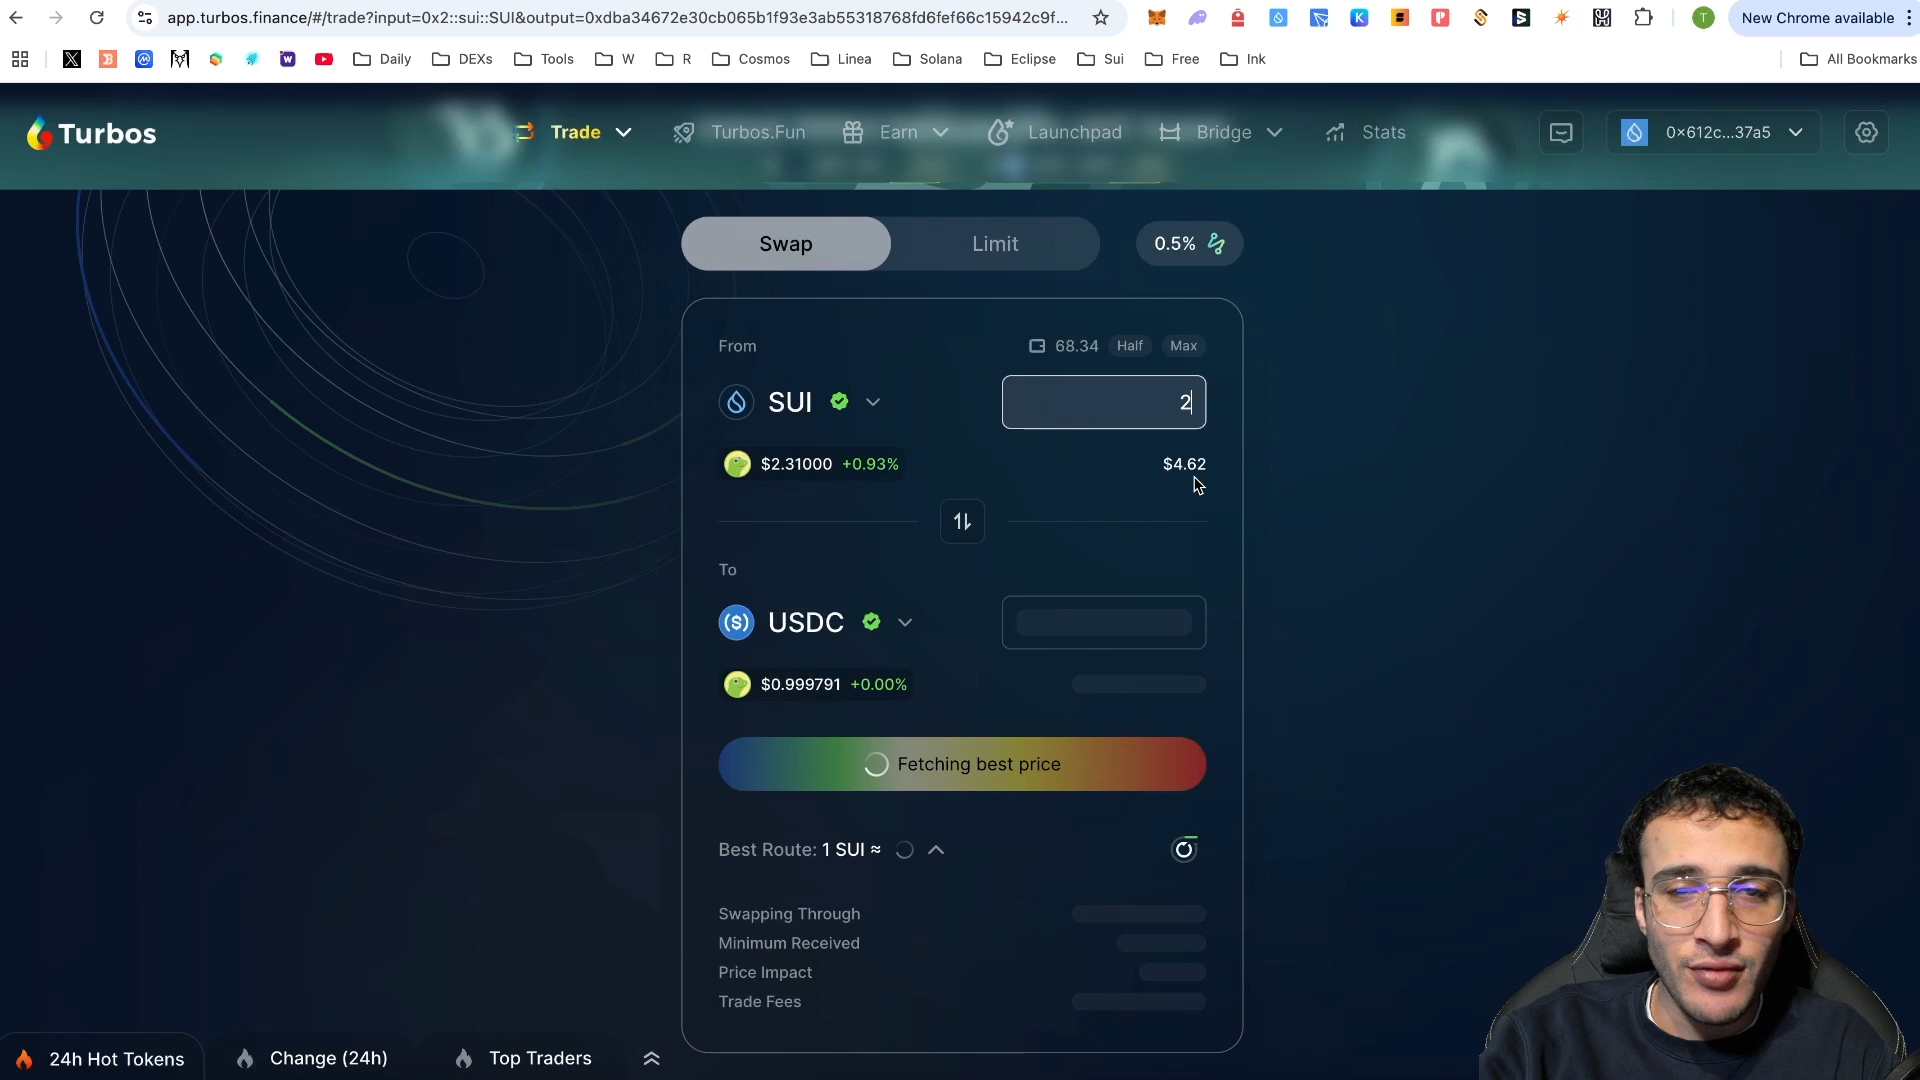 app.turbos.finance/#/trade?input=0x2::sui::SUI&output=0xdba34672e30cb065b1f93e3ab55318768fd6fef66c15942c9f...
New Chrome available
Daily
DEXs
Tools
W
R
Cosmos
Linea
Solana
Eclipse
Sui
Free
Ink
All Bookmarks
Turbos
Trade
Turbos.Fun
Earn
Launchpad
Bridge
Stats
0×612c...37a5
Swap
Limit
0.5%
From
68.34
Half
Max
SUI
2
$2.31000 +0.93%
$4.62
To
USDC
$0.999791 +0.00%
Fetching best price
Best Route: 1 SUI ≈
Swapping Through
Minimum Received
Price Impact
Trade Fees
24h Hot Tokens
Change (24h)
Top Traders